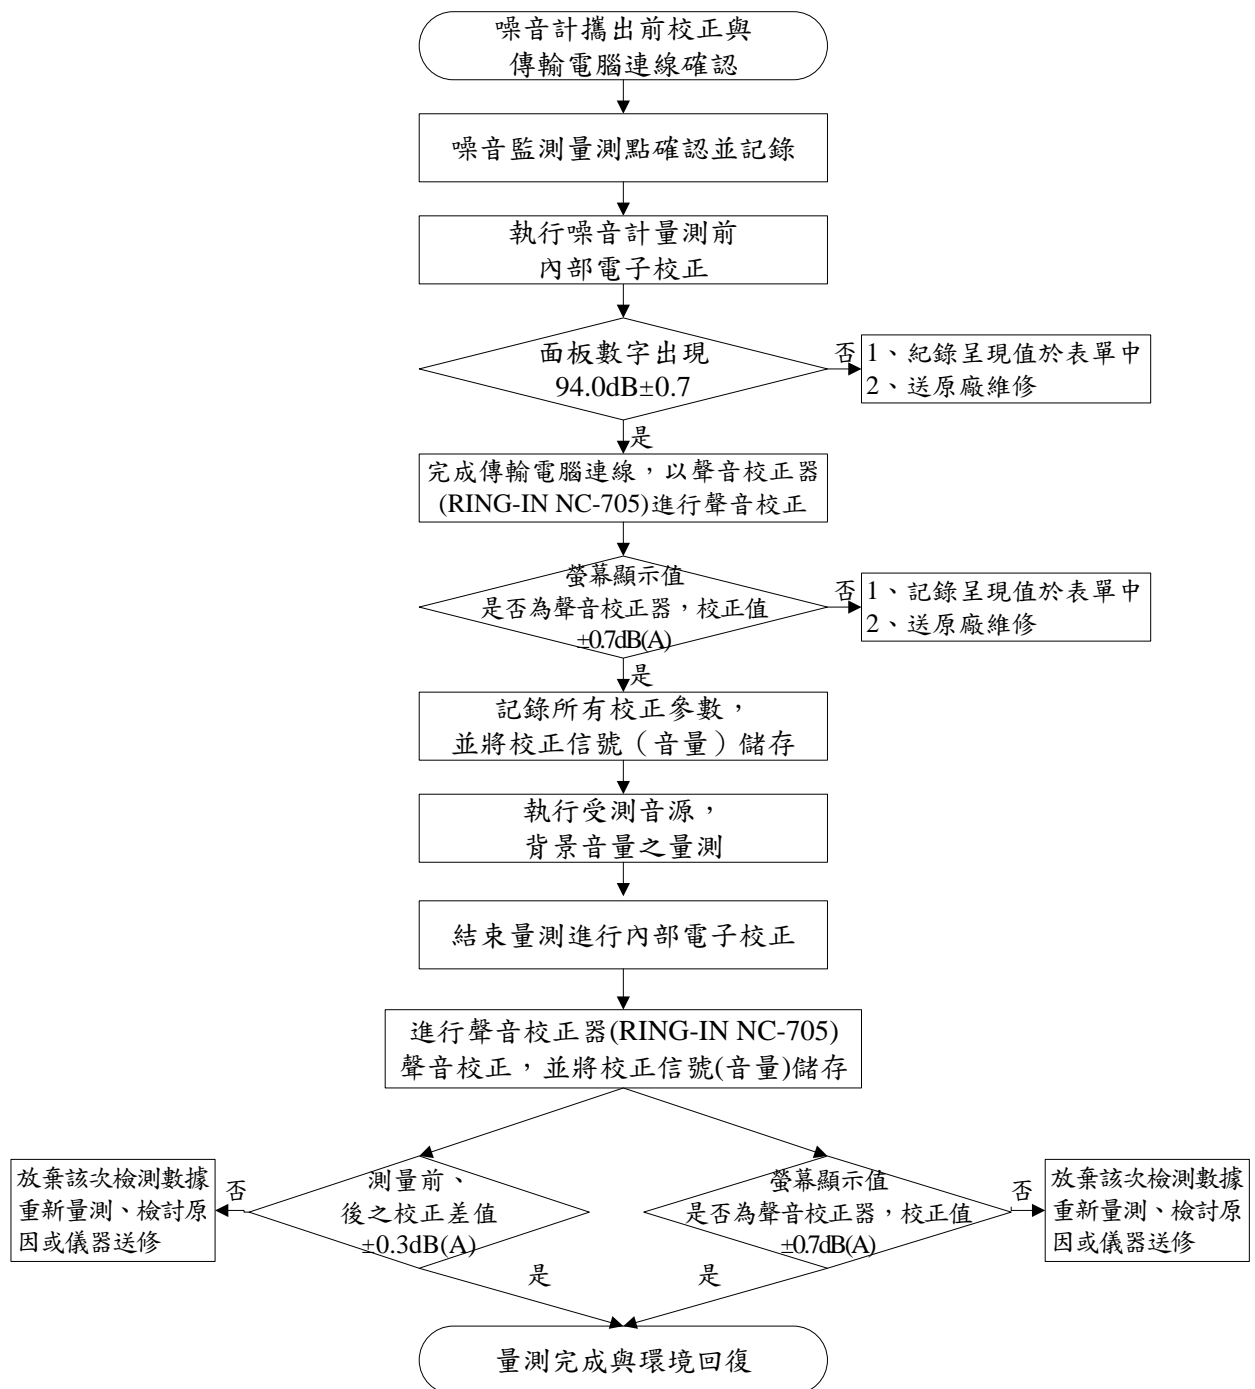 噪音計攜出前校正與
傳輸電腦連線確認
噪音監測量測點確認並記錄
執行噪音計量測前
內部電子校正
面板數字出現
94.0dB±0.7
否
1、紀錄呈現值於表單中
2、送原廠維修
是
完成傳輸電腦連線，以聲音校正器
(RING-IN NC-705)進行聲音校正
螢幕顯示值
是否為聲音校正器，校正值
±0.7dB(A)
否
1、記錄呈現值於表單中
2、送原廠維修
是
記錄所有校正參數，
並將校正信號（音量）儲存
執行受測音源，
背景音量之量測
結束量測進行內部電子校正
進行聲音校正器(RING-IN NC-705)
聲音校正，並將校正信號(音量)儲存
放棄該次檢測數據
重新量測、檢討原
因或儀器送修
否
測量前、
後之校正差值
±0.3dB(A)
是
螢幕顯示值
是否為聲音校正器，校正值
±0.7dB(A)
是
否
放棄該次檢測數據
重新量測、檢討原
因或儀器送修
量測完成與環境回復